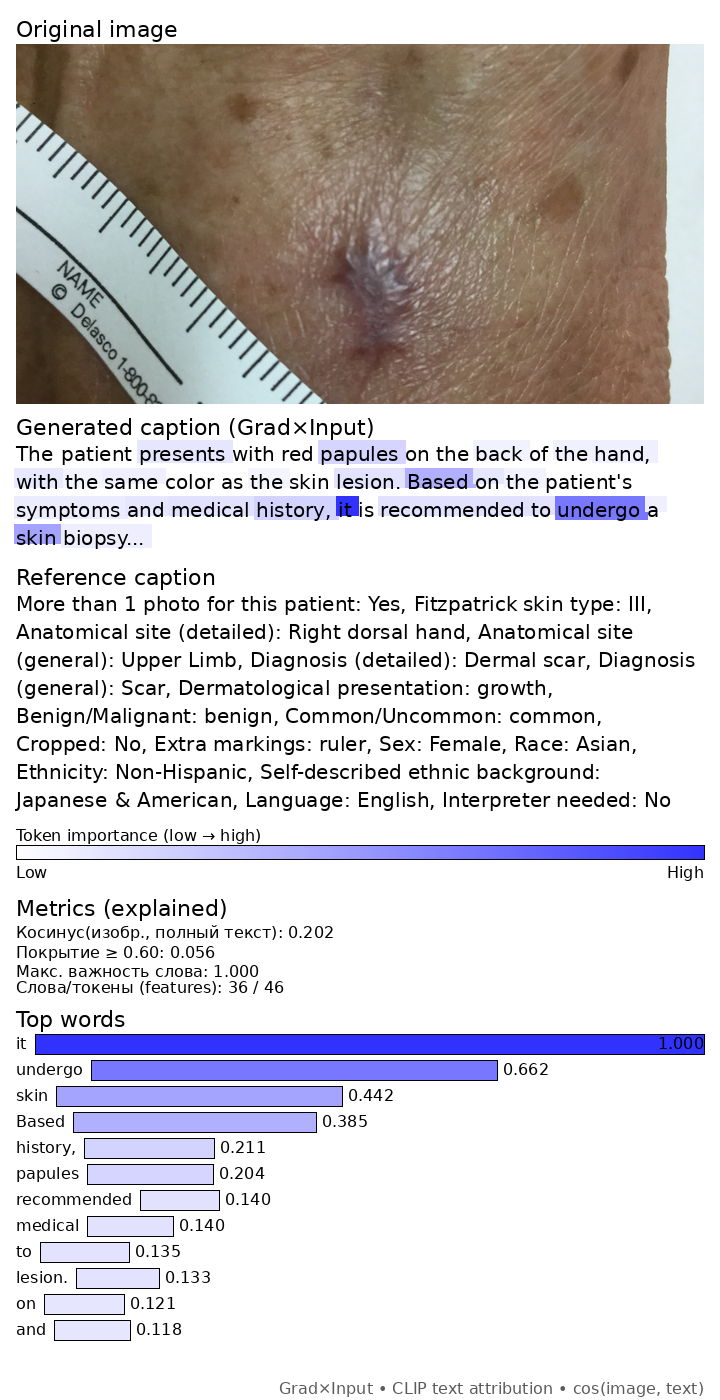 Original image
NAME
© Delasco 1-800-8
Generated caption (Grad×Input)
The patient presents with red papules on the back of the hand,
with the same color as the skin lesion. Based on the patient's
symptoms and medical history, it is recommended to undergo a
skin biopsy...
Reference caption
More than 1 photo for this patient: Yes, Fitzpatrick skin type: III,
Anatomical site (detailed): Right dorsal hand, Anatomical site
(general): Upper Limb, Diagnosis (detailed): Dermal scar, Diagnosis
(general): Scar, Dermatological presentation: growth,
Benign/Malignant: benign, Common/Uncommon: common,
Cropped: No, Extra markings: ruler, Sex: Female, Race: Asian,
Ethnicity: Non-Hispanic, Self-described ethnic background:
Japanese & American, Language: English, Interpreter needed: No
Token importance (low → high)
Low High
Metrics (explained)
Косинус(изобр., полный текст): 0.202
Покрытие ≥ 0.60: 0.056
Макс. важность слова: 1.000
Слова/токены (features): 36 / 46
Top words
it 1.000
undergo 0.662
skin 0.442
Based 0.385
history, 0.211
papules 0.204
recommended 0.140
medical 0.140
to 0.135
lesion. 0.133
on 0.121
and 0.118
Grad×Input • CLIP text attribution • cos(image, text)